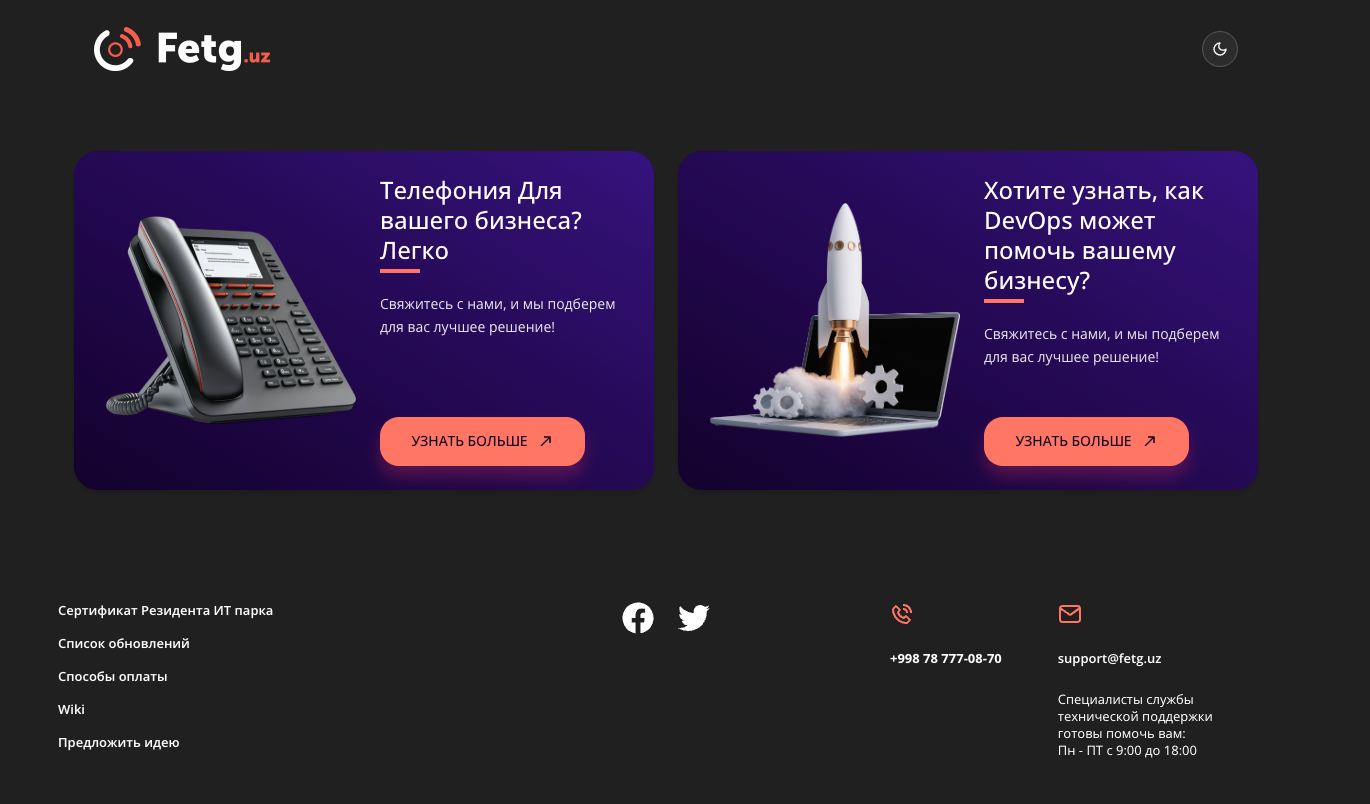 Fetg.uz
Телефония Для
вашего бизнеса?
Легко
Свяжитесь с нами, и мы подберем
для вас лучшее решение!
УЗНАТЬ БОЛЬШЕ
Хотите узнать, как
DevOps может
помочь вашему
бизнесу?
Свяжитесь с нами, и мы подберем
для вас лучшее решение!
УЗНАТЬ БОЛЬШЕ
Сертификат Резидента ИТ парка
Список обновлений
Способы оплаты
Wiki
Предложить идею
+998 78 777-08-70
support@fetg.uz
Специалисты службы
технической поддержки
готовы помочь вам:
Пн - ПТ с 9:00 до 18:00